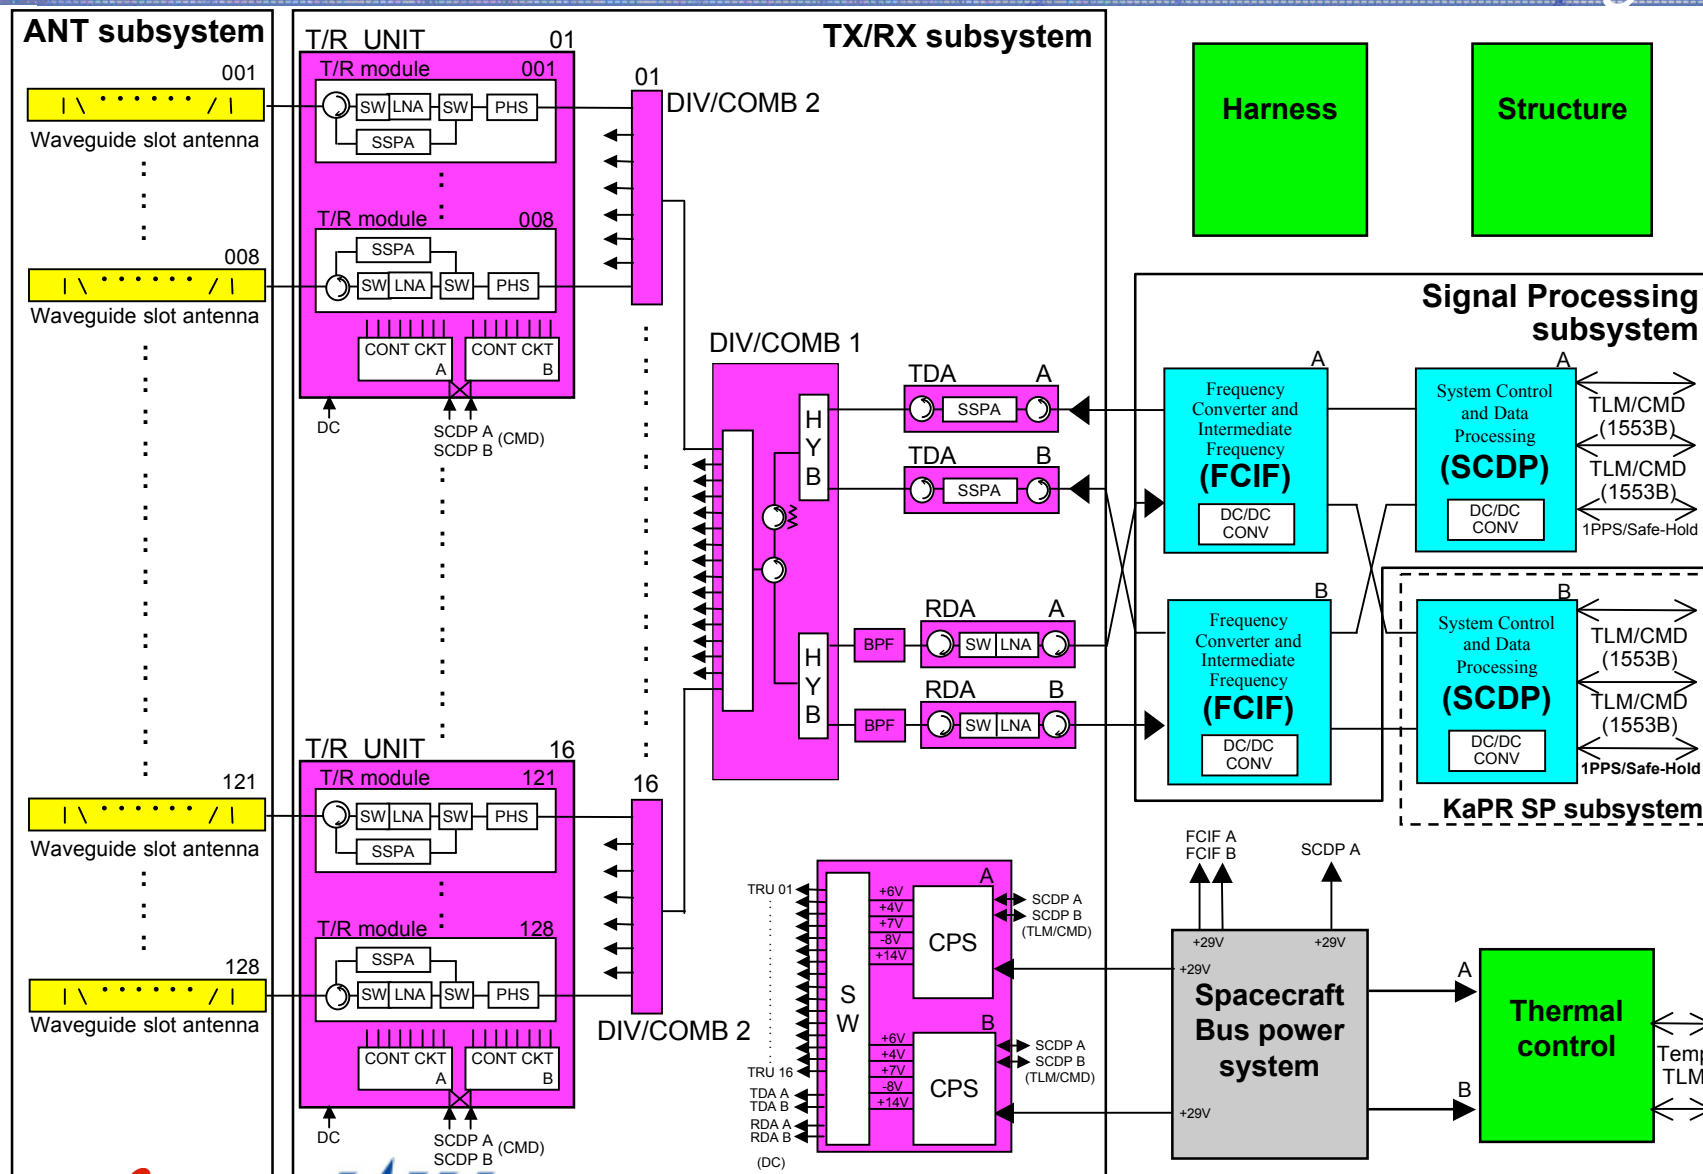 ANT subsystem
001
Waveguide slot antenna
008
Waveguide slot antenna
121
Waveguide slot antenna
128
Waveguide slot antenna
TX/RX subsystem
T/R UNIT 01
T/R module 001
SW LNA SW PHS
SSPA
T/R module 008
SSPA
SW LNA SW PHS
CONT CKT A
CONT CKT B
DC
SCDP A
SCDP B
(CMD)
T/R UNIT 16
T/R module 121
SW LNA SW PHS
SSPA
T/R module 128
SSPA
SW LNA SW PHS
CONT CKT A
CONT CKT B
DC
SCDP A
SCDP B
(CMD)
01
DIV/COMB 2
16
DIV/COMB 2
DIV/COMB 1
H
Y
B
H
Y
B
TDA A
SSPA
TDA B
SSPA
RDA A
BPF
SW LNA
RDA B
BPF
SW LNA
TRU 01
TRU 16
TDA A
TDA B
RDA A
RDA B
(DC)
S
W
A
+6V
+4V
+7V
-8V
+14V
CPS
SCDP A
SCDP B
(TLM/CMD)
B
+6V
+4V
+7V
-8V
+14V
CPS
SCDP A
SCDP B
(TLM/CMD)
Harness
Structure
Signal Processing
subsystem
A
Frequency
Converter and
Intermediate
Frequency
(FCIF)
DC/DC
CONV
A
System Control
and Data
Processing
(SCDP)
DC/DC
CONV
TLM/CMD
(1553B)
TLM/CMD
(1553B)
1PPS/Safe-Hold
B
Frequency
Converter and
Intermediate
Frequency
(FCIF)
DC/DC
CONV
B
System Control
and Data
Processing
(SCDP)
DC/DC
CONV
TLM/CMD
(1553B)
TLM/CMD
(1553B)
1PPS/Safe-Hold
KaPR SP subsystem
FCIF A
FCIF B
SCDP A
+29V
+29V
+29V
Spacecraft
Bus power
system
+29V
A
B
Thermal
control
Temp
TLM